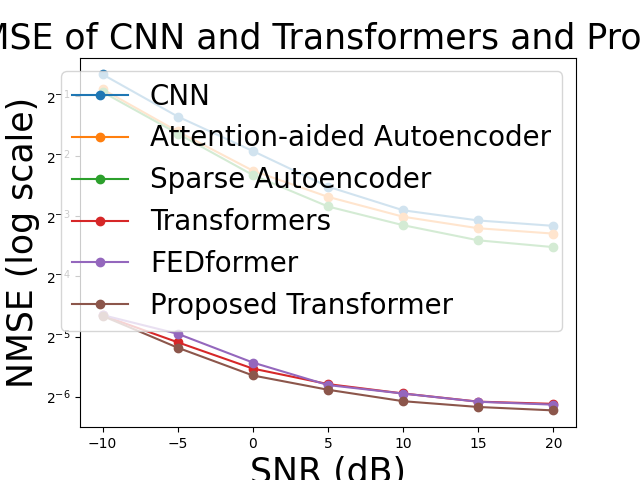 MSE of CNN and Transformers and Pro
CNN
Attention-aided Autoencoder
Sparse Autoencoder
Transformers
FEDformer
Proposed Transformer
NMSE (log scale)
2^-1
2^-2
2^-3
2^-4
2^-5
2^-6
−10 −5 0 5 10 15 20
SNR (dB)